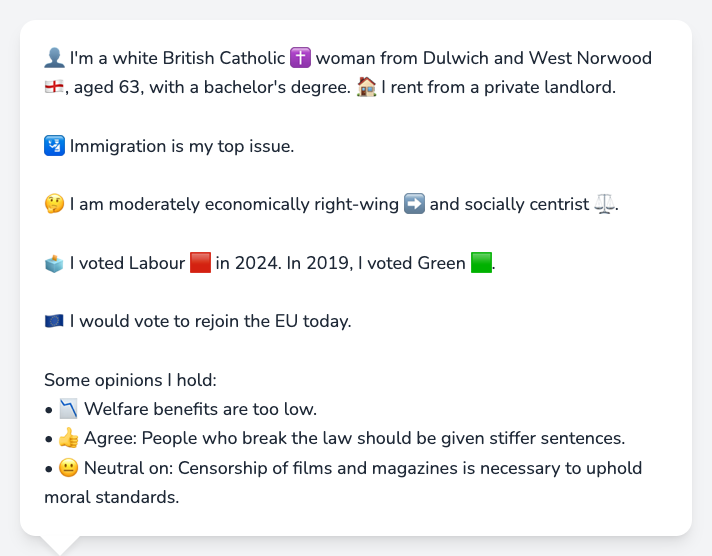 👤 I'm a white British Catholic ✝️ woman from Dulwich and West Norwood
🏴󠁧󠁢󠁥󠁮󠁧󠁿, aged 63, with a bachelor's degree. 🏠 I rent from a private landlord.
🛂 Immigration is my top issue.
🤔 I am moderately economically right-wing ➡️ and socially centrist ⚖️.
🗳️ I voted Labour 🟥 in 2024. In 2019, I voted Green 🟩.
🇪🇺 I would vote to rejoin the EU today.
Some opinions I hold:
• 📉 Welfare benefits are too low.
• 👍 Agree: People who break the law should be given stiffer sentences.
• 😐 Neutral on: Censorship of films and magazines is necessary to uphold
moral standards.